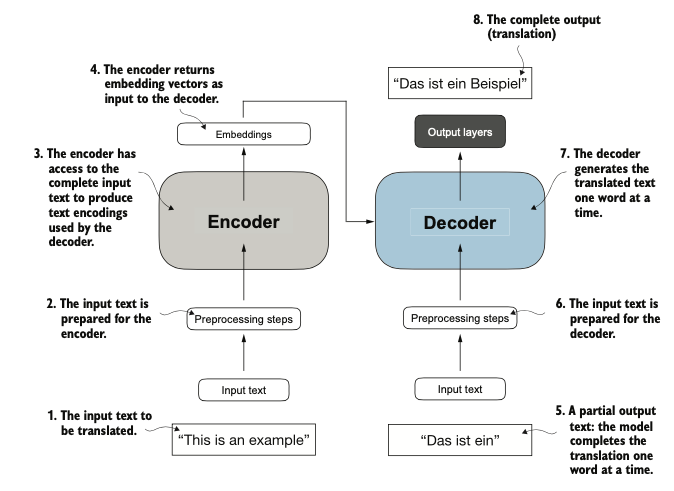 8. The complete output
(translation)
“Das ist ein Beispiel”
4. The encoder returns
embedding vectors as
input to the decoder.
Embeddings
Output layers
3. The encoder has
access to the
complete input
text to produce
text encodings
used by the
decoder.
Encoder
Decoder
7. The decoder
generates the
translated text
one word at a
time.
2. The input text is
prepared for the
encoder.
Preprocessing steps
Preprocessing steps
6. The input text is
prepared for the
decoder.
Input text
Input text
1. The input text to
be translated.
“This is an example”
“Das ist ein”
5. A partial output
text: the model
completes the
translation one
word at a time.